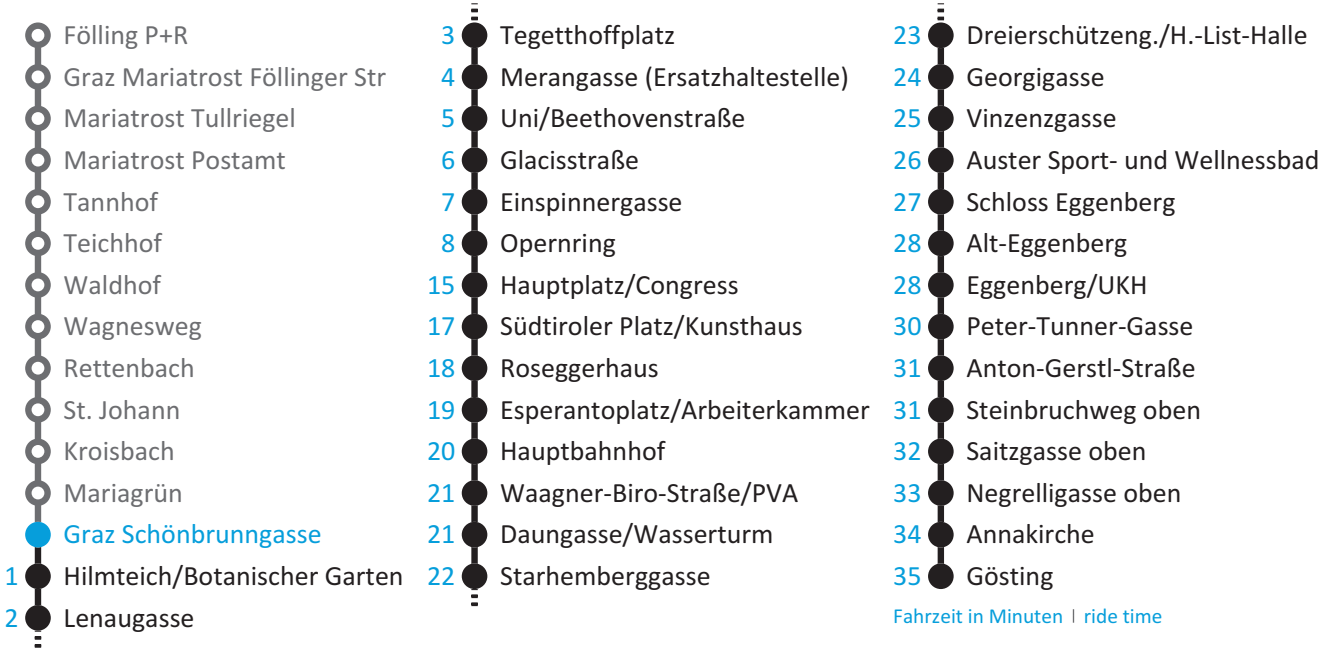 Fölling P+R
Graz Mariatrost Föllinger Str
Mariatrost Tullriegel
Mariatrost Postamt
Tannhof
Teichhof
Waldhof
Wagnesweg
Rettenbach
St. Johann
Kroisbach
Mariagrün
Graz Schönbrunngasse
1 Hilmteich/Botanischer Garten
2 Lenaugasse
3 Tegetthoffplatz
4 Merangasse (Ersatzhaltestelle)
5 Uni/Beethovenstraße
6 Glacisstraße
7 Einspinnergasse
8 Opernring
15 Hauptplatz/Congress
17 Südtiroler Platz/Kunsthaus
18 Roseggerhaus
19 Esperantoplatz/Arbeiterkammer
20 Hauptbahnhof
21 Waagner-Biro-Straße/PVA
21 Daungasse/Wasserturm
22 Starhemberggasse
23 Dreierschützeng./H.-List-Halle
24 Georgigasse
25 Vinzenzgasse
26 Auster Sport- und Wellnessbad
27 Schloss Eggenberg
28 Alt-Eggenberg
28 Eggenberg/UKH
30 Peter-Tunner-Gasse
31 Anton-Gerstl-Straße
31 Steinbruchweg oben
32 Saitzgasse oben
33 Negrelligasse oben
34 Annakirche
35 Gösting
Fahrzeit in Minuten | ride time